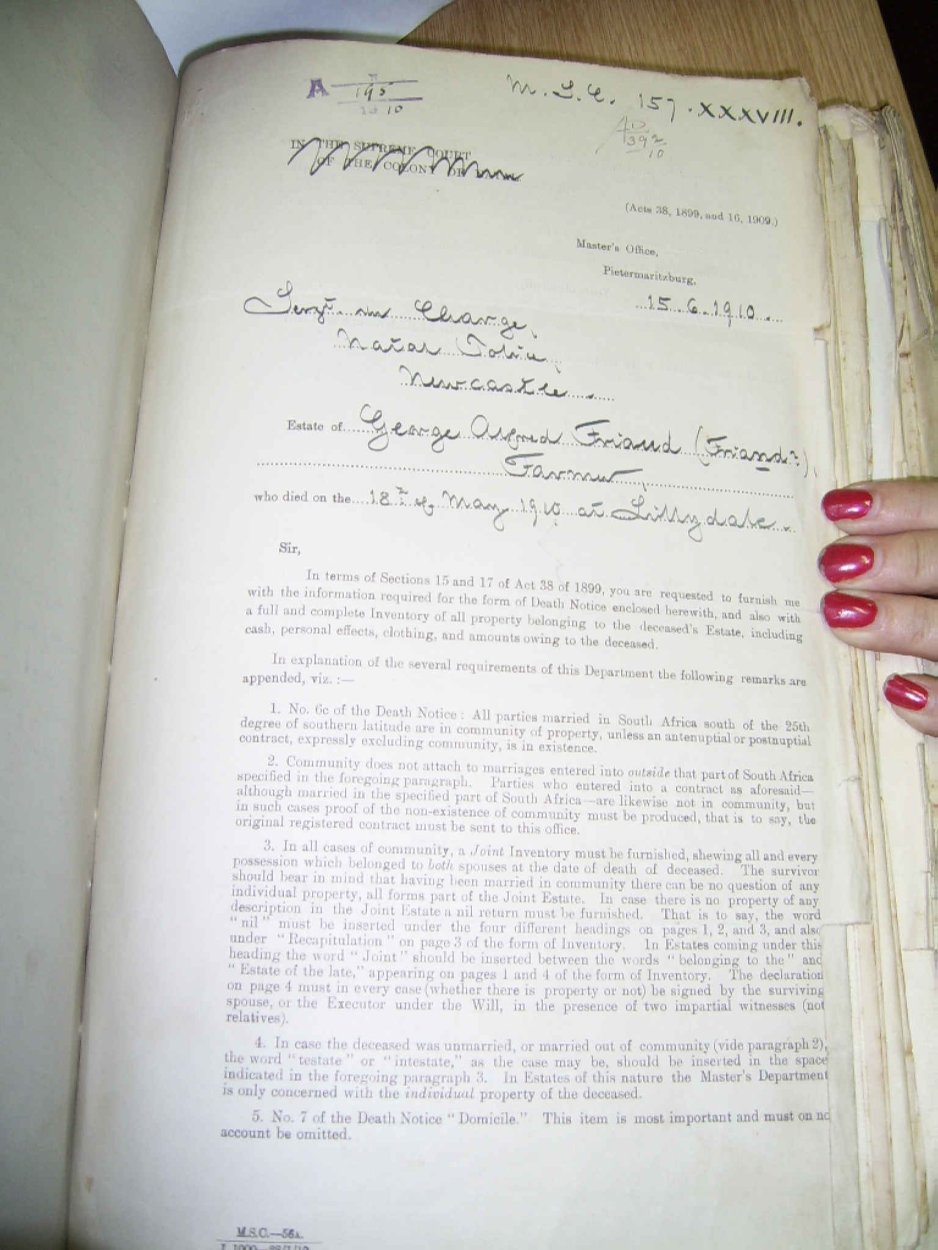 A 195
10
M.S.C. 157. XXXVIII.
392
10
IN THE SUPREME COURT
OF THE COLONY OF
(Acts 38, 1899, and 16, 1909.)
Master's Office,
Pietermaritzburg,
15.6.1910
Sergt. in Charge,
Natal Police,
Newcastle.
Estate of George Alfred Friaud (Friand?),
Farmer,
who died on the 18th of May 1910 at Lillydale.
Sir,
In terms of Sections 15 and 17 of Act 38 of 1899, you are requested to furnish me
with the information required for the form of Death Notice enclosed herewith, and also with
a full and complete Inventory of all property belonging to the deceased's Estate, including
cash, personal effects, clothing, and amounts owing to the deceased.
In explanation of the several requirements of this Department the following remarks are
appended, viz. :—
1. No. 6c of the Death Notice : All parties married in South Africa south of the 25th
degree of southern latitude are in community of property, unless an antenuptial or postnuptial
contract, expressly excluding community, is in existence.
2. Community does not attach to marriages entered into outside that part of South Africa
specified in the foregoing paragraph. Parties who entered into a contract as aforesaid—
although married in the specified part of South Africa—are likewise not in community, but
in such cases proof of the non-existence of community must be produced, that is to say, the
original registered contract must be sent to this office.
3. In all cases of community, a Joint Inventory must be furnished, shewing all and every
possession which belonged to both spouses at the date of death of deceased. The survivor
should bear in mind that having been married in community there can be no question of any
individual property, all forms part of the Joint Estate. In case there is no property of any
description in the Joint Estate a nil return must be furnished. That is to say, the word
"nil" must be inserted under the four different headings on pages 1, 2, and 3, and also
under "Recapitulation" on page 3 of the form of Inventory. In Estates coming under this
heading the word "Joint" should be inserted between the words "belonging to the" and
"Estate of the late," appearing on pages 1 and 4 of the form of Inventory. The declaration
on page 4 must in every case (whether there is property or not) be signed by the surviving
spouse, or the Executor under the Will, in the presence of two impartial witnesses (not
relatives).
4. In case the deceased was unmarried, or married out of community (vide paragraph 2),
the word "testate" or "intestate," as the case may be, should be inserted in the space
indicated in the foregoing paragraph 3. In Estates of this nature the Master's Department
is only concerned with the individual property of the deceased.
5. No. 7 of the Death Notice "Domicile." This item is most important and must on no
account be omitted.
M.S.C.—56A.